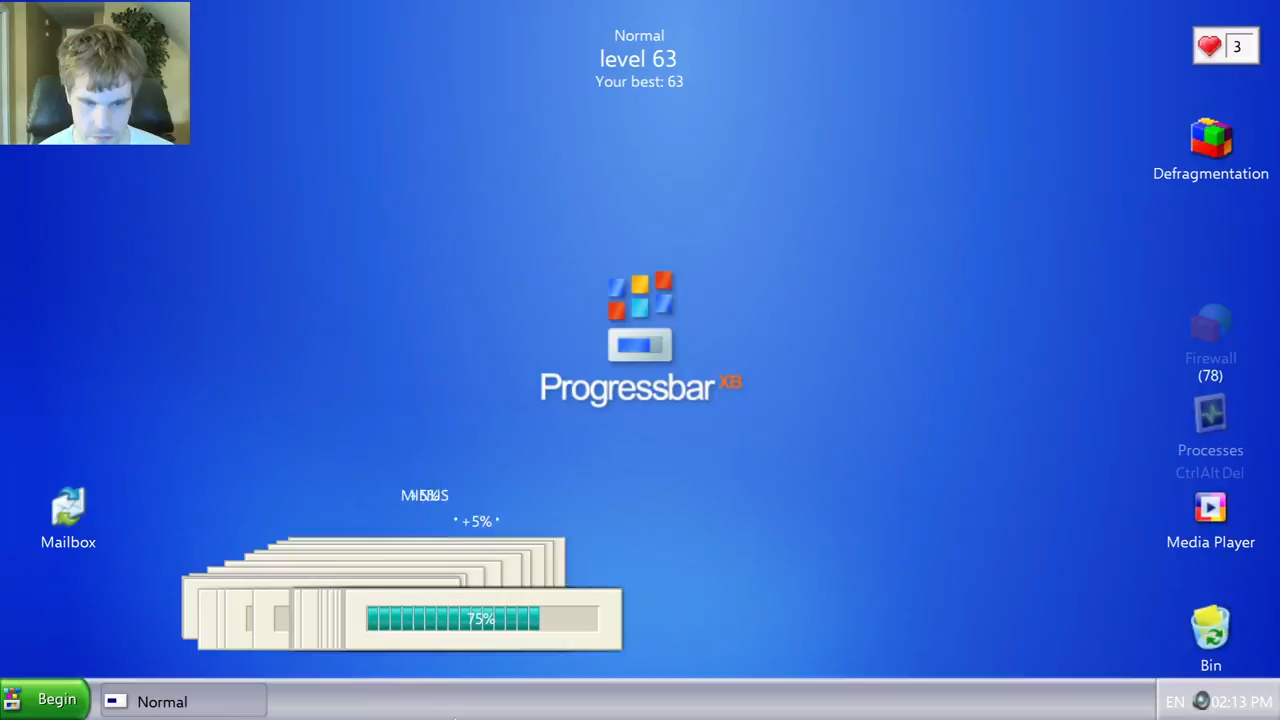 Normal
level 63
Your best: 63
3
Defragmentation
Firewall
(78)
Processes
CtrlAltDel
Progressbar XB
Mailbox
Media Player
+5%
75%
Bin
Begin
Normal
EN
02:13 PM